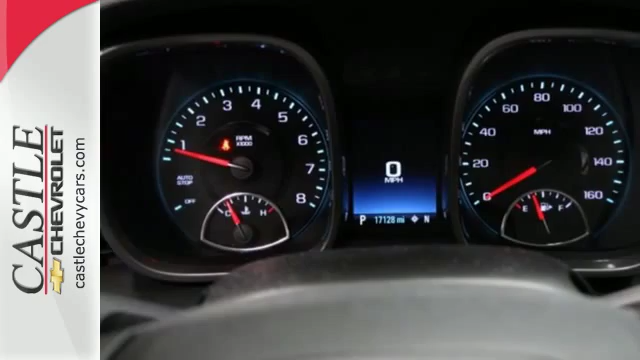 CASTLE
CHEVROLET
castlechevycars.com
1 2 3 4 5 6 7 8
RPM
x1000
AUTO
STOP
OFF
C H
0
MPH
P 17128 mi N
0 20 40 60 80 100 120 140 160
MPH
E F